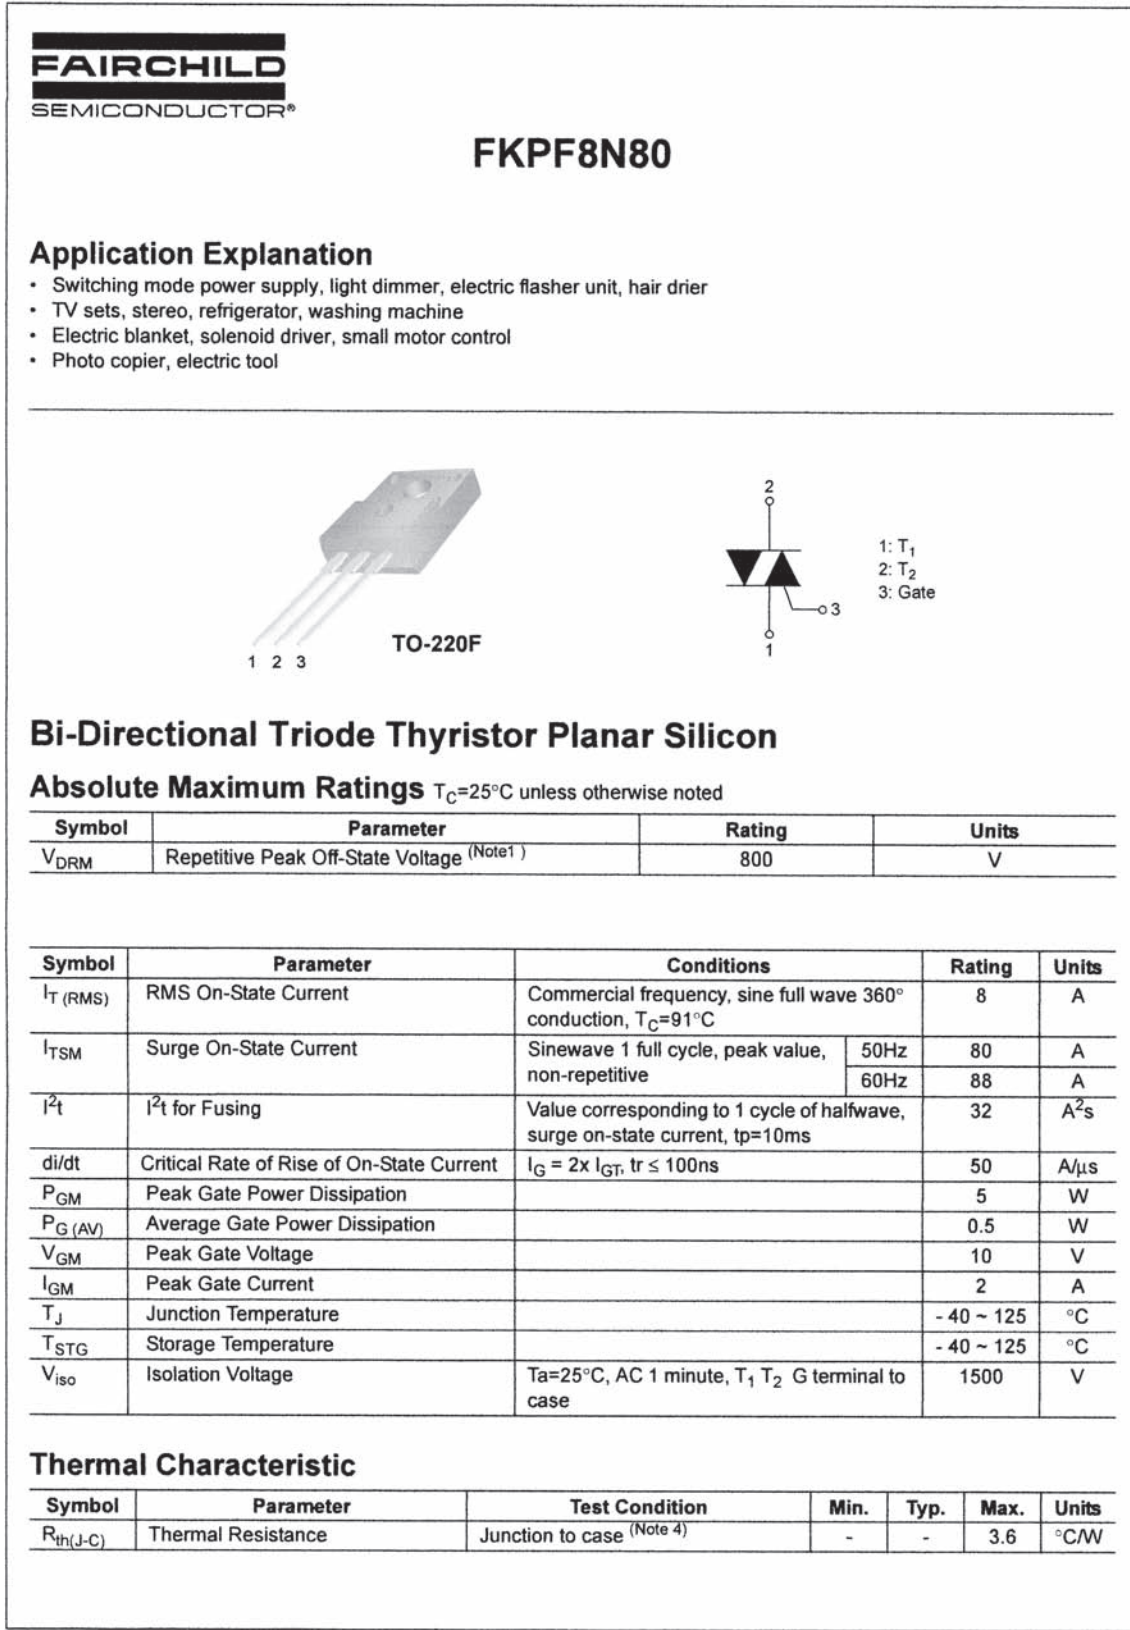 FAIRCHILD
SEMICONDUCTOR®
FKPF8N80
Application Explanation
• Switching mode power supply, light dimmer, electric flasher unit, hair drier
• TV sets, stereo, refrigerator, washing machine
• Electric blanket, solenoid driver, small motor control
• Photo copier, electric tool
1 2 3
TO-220F
2
3
1
1: T1
2: T2
3: Gate
Bi-Directional Triode Thyristor Planar Silicon
Absolute Maximum Ratings TC=25°C unless otherwise noted
Symbol Parameter Rating Units
VDRM Repetitive Peak Off-State Voltage (Note1 ) 800 V
Symbol Parameter Conditions Rating Units
IT (RMS) RMS On-State Current Commercial frequency, sine full wave 360° 8 A
conduction, TC=91°C
ITSM Surge On-State Current Sinewave 1 full cycle, peak value, 50Hz 80 A
non-repetitive 60Hz 88 A
I2t I2t for Fusing Value corresponding to 1 cycle of halfwave, 32 A2s
surge on-state current, tp=10ms
di/dt Critical Rate of Rise of On-State Current IG = 2x IGT, tr ≤ 100ns 50 A/μs
PGM Peak Gate Power Dissipation 5 W
PG (AV) Average Gate Power Dissipation 0.5 W
VGM Peak Gate Voltage 10 V
IGM Peak Gate Current 2 A
TJ Junction Temperature - 40 ~ 125 °C
TSTG Storage Temperature - 40 ~ 125 °C
Viso Isolation Voltage Ta=25°C, AC 1 minute, T1 T2 G terminal to 1500 V
case
Thermal Characteristic
Symbol Parameter Test Condition Min. Typ. Max. Units
Rth(J-C) Thermal Resistance Junction to case (Note 4) - - 3.6 °C/W